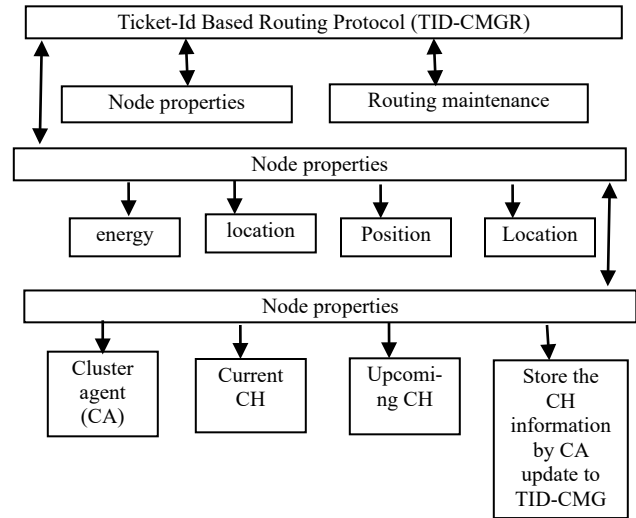 Ticket-Id Based Routing Protocol (TID-CMGR)
Node properties
Routing maintenance
Node properties
energy
location
Position
Location
Node properties
Cluster
agent
(CA)
Current
CH
Upcomi-
ng CH
Store the
CH
information
by CA
update to
TID-CMG